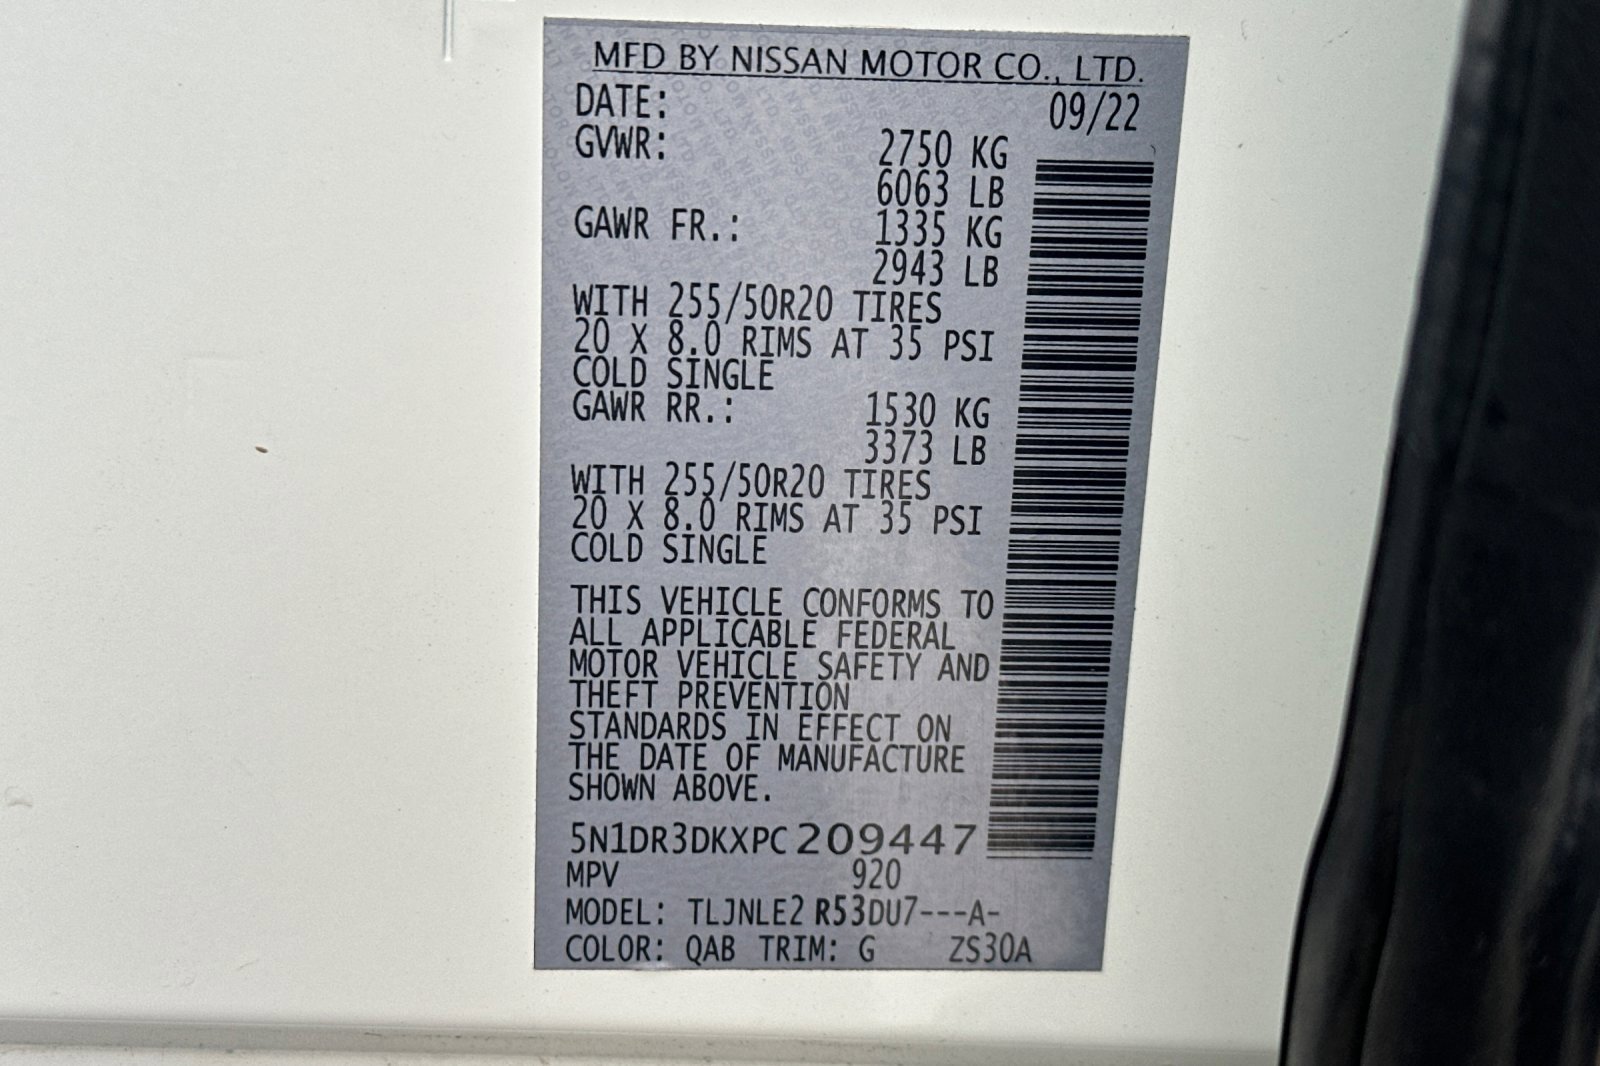 MFD BY NISSAN MOTOR CO., LTD.
DATE: 09/22
GVWR: 2750 KG
6063 LB
GAWR FR.: 1335 KG
2943 LB
WITH 255/50R20 TIRES
20 X 8.0 RIMS AT 35 PSI
COLD SINGLE
GAWR RR.: 1530 KG
3373 LB
WITH 255/50R20 TIRES
20 X 8.0 RIMS AT 35 PSI
COLD SINGLE
THIS VEHICLE CONFORMS TO
ALL APPLICABLE FEDERAL
MOTOR VEHICLE SAFETY AND
THEFT PREVENTION
STANDARDS IN EFFECT ON
THE DATE OF MANUFACTURE
SHOWN ABOVE.
5N1DR3DKXPC209447
MPV 920
MODEL: TLJNLE2 R53DU7---A-
COLOR: QAB TRIM: G ZS30A